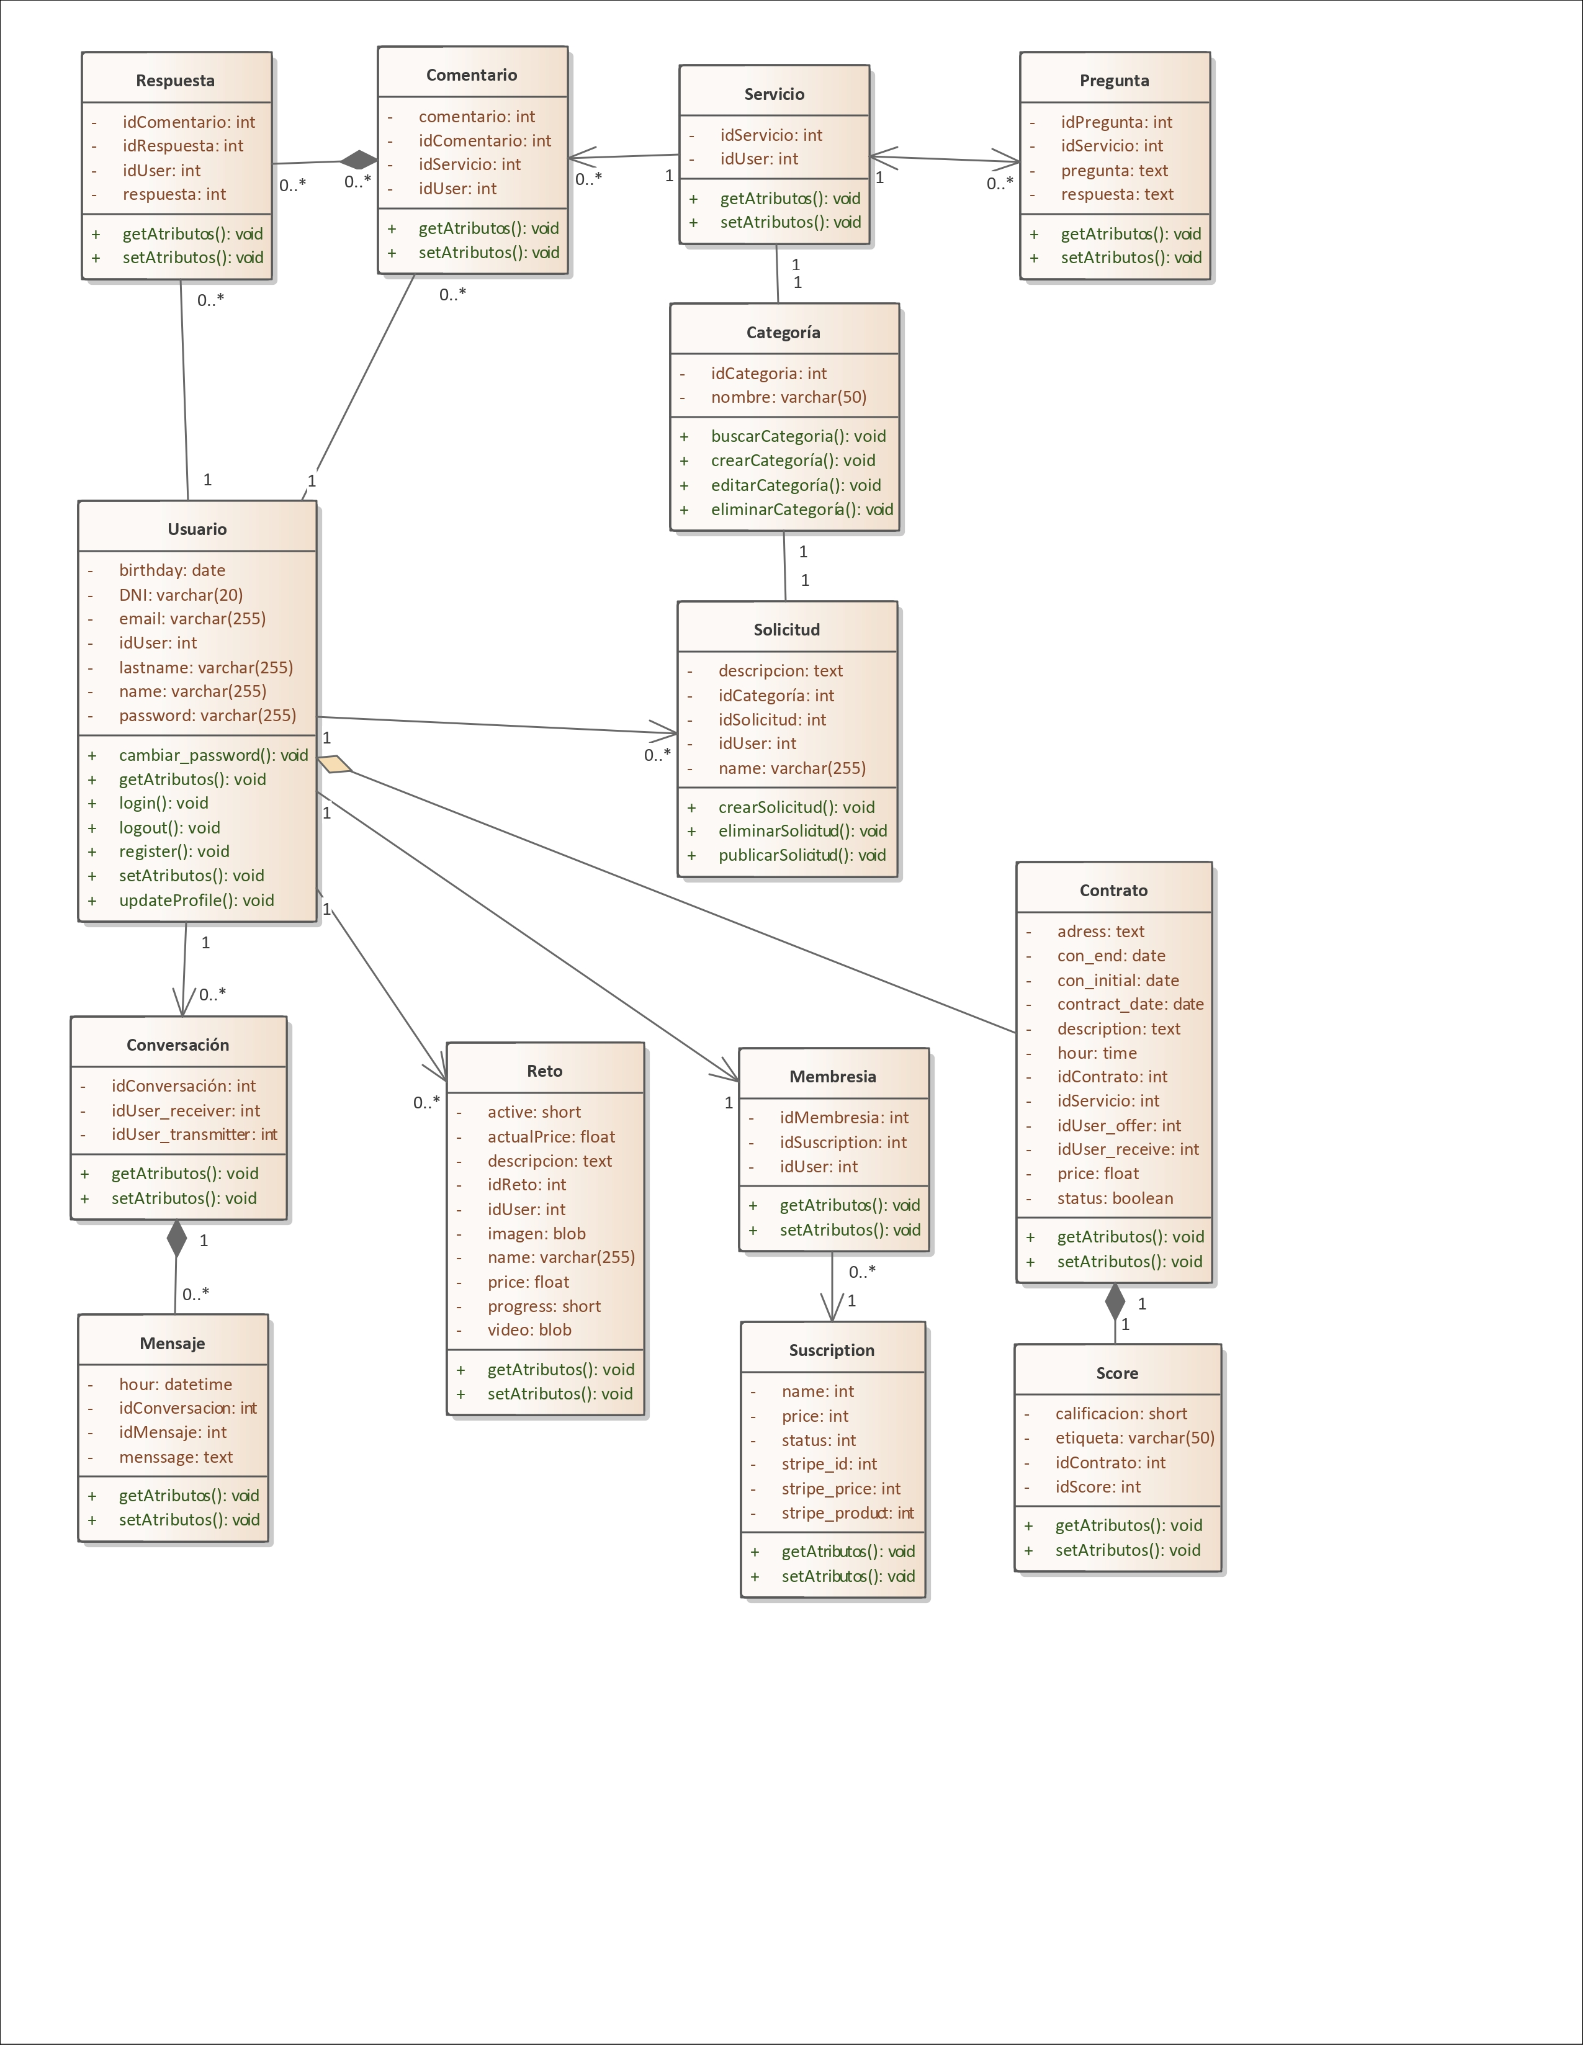 Respuesta
- idComentario: int
- idRespuesta: int
- idUser: int
- respuesta: int
+ getAtributos(): void
+ setAtributos(): void
0..*
0..*
0..*
1
Comentario
- comentario: int
- idComentario: int
- idServicio: int
- idUser: int
+ getAtributos(): void
+ setAtributos(): void
0..*
0..*
1
1
Servicio
- idServicio: int
- idUser: int
+ getAtributos(): void
+ setAtributos(): void
1
0..*
1
1
Pregunta
- idPregunta: int
- idServicio: int
- pregunta: text
- respuesta: text
+ getAtributos(): void
+ setAtributos(): void
Categoría
- idCategoria: int
- nombre: varchar(50)
+ buscarCategoria(): void
+ crearCategoría(): void
+ editarCategoría(): void
+ eliminarCategoría(): void
1
1
Usuario
- birthday: date
- DNI: varchar(20)
- email: varchar(255)
- idUser: int
- lastname: varchar(255)
- name: varchar(255)
- password: varchar(255)
+ cambiar_password(): void
+ getAtributos(): void
+ login(): void
+ logout(): void
+ register(): void
+ setAtributos(): void
+ updateProfile(): void
1
0..*
1
1
1
0..*
0..*
1
Solicitud
- descripcion: text
- idCategoría: int
- idSolicitud: int
- idUser: int
- name: varchar(255)
+ crearSolicitud(): void
+ eliminarSolicitud(): void
+ publicarSolicitud(): void
Contrato
- adress: text
- con_end: date
- con_initial: date
- contract_date: date
- description: text
- hour: time
- idContrato: int
- idServicio: int
- idUser_offer: int
- idUser_receive: int
- price: float
- status: boolean
+ getAtributos(): void
+ setAtributos(): void
1
1
Conversación
- idConversación: int
- idUser_receiver: int
- idUser_transmitter: int
+ getAtributos(): void
+ setAtributos(): void
1
0..*
Reto
- active: short
- actualPrice: float
- descripcion: text
- idReto: int
- idUser: int
- imagen: blob
- name: varchar(255)
- price: float
- progress: short
- video: blob
+ getAtributos(): void
+ setAtributos(): void
Membresia
- idMembresia: int
- idSuscription: int
- idUser: int
+ getAtributos(): void
+ setAtributos(): void
0..*
1
Mensaje
- hour: datetime
- idConversacion: int
- idMensaje: int
- menssage: text
+ getAtributos(): void
+ setAtributos(): void
Suscription
- name: int
- price: int
- status: int
- stripe_id: int
- stripe_price: int
- stripe_product: int
+ getAtributos(): void
+ setAtributos(): void
Score
- calificacion: short
- etiqueta: varchar(50)
- idContrato: int
- idScore: int
+ getAtributos(): void
+ setAtributos(): void